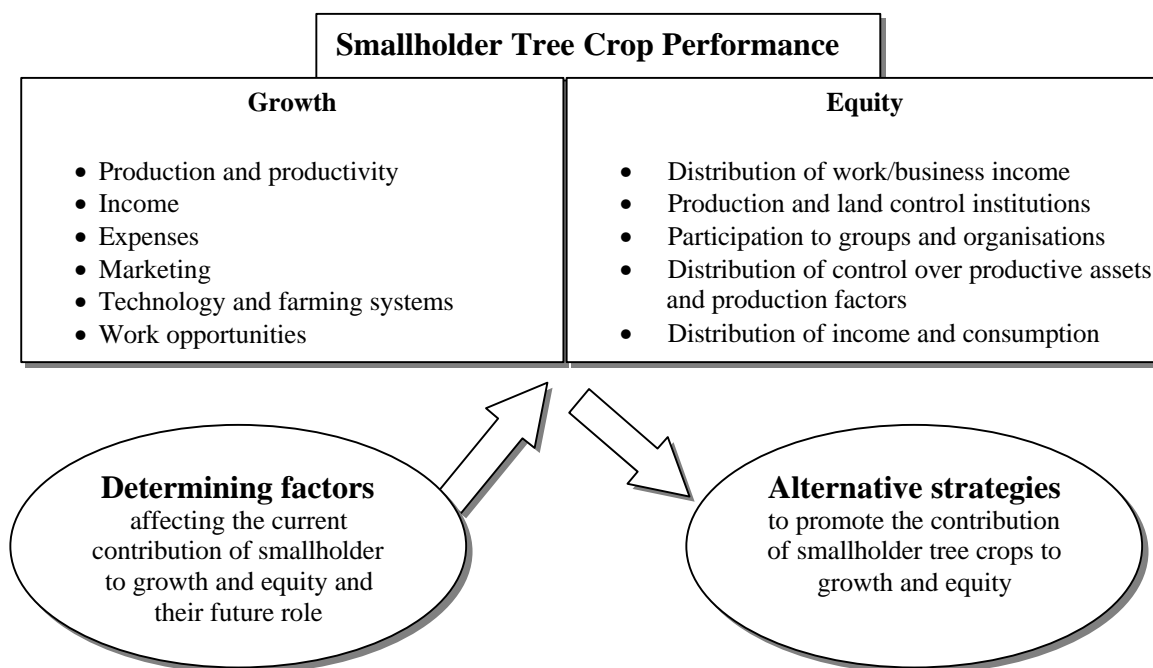 Smallholder Tree Crop Performance
Growth
• Production and productivity
• Income
• Expenses
• Marketing
• Technology and farming systems
• Work opportunities
Equity
• Distribution of work/business income
• Production and land control institutions
• Participation to groups and organisations
• Distribution of control over productive assets
and production factors
• Distribution of income and consumption
Determining factors
affecting the current
contribution of smallholder
to growth and equity and
their future role
Alternative strategies
to promote the contribution
of smallholder tree crops to
growth and equity